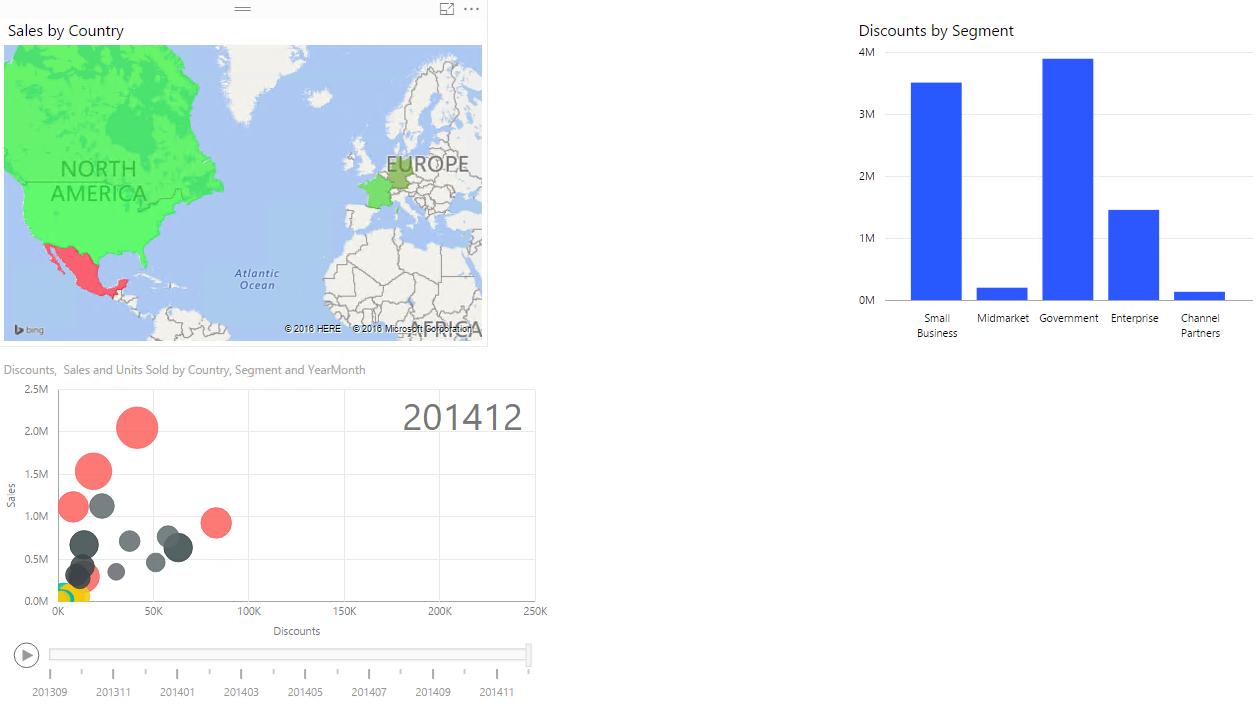 Sales by Country
NORTH
AMERICA
EUROPE
Atlantic
Ocean
AFRICA
bing
© 2016 HERE © 2016 Microsoft Corporation
Discounts by Segment
4M
3M
2M
1M
0M
Small
Business
Midmarket
Government
Enterprise
Channel
Partners
Discounts, Sales and Units Sold by Country, Segment and YearMonth
201412
2.5M
2.0M
1.5M
1.0M
0.5M
0.0M
Sales
0K 50K 100K 150K 200K 250K
Discounts
201309 201311 201401 201403 201405 201407 201409 201411